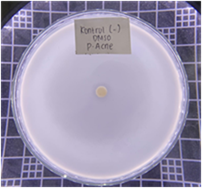 Kontrol (-)
DMSO
P. Acne